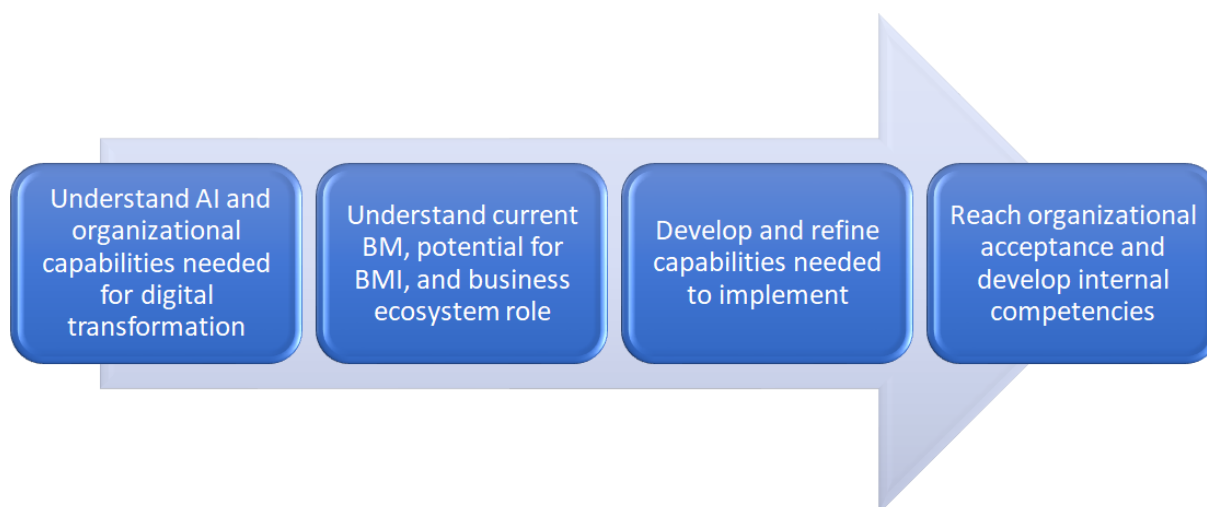 Understand AI and
organizational
capabilities needed
for digital
transformation
Understand current
BM, potential for
BMI, and business
ecosystem role
Develop and refine
capabilities needed
to implement
Reach organizational
acceptance and
develop internal
competencies